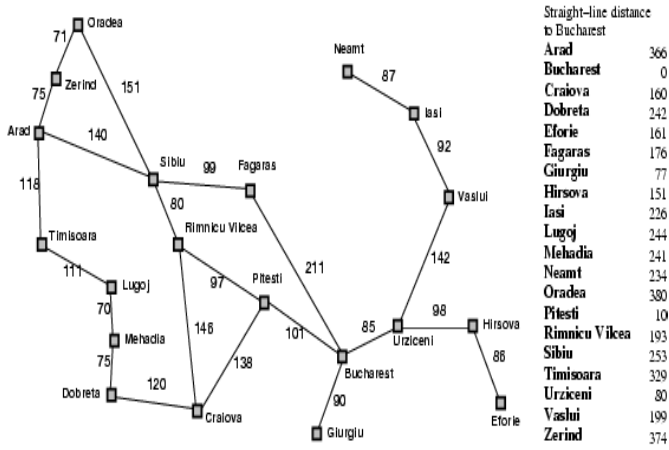 Oradea
71
Neamt
Zerind
87
151
75
Iasi
Arad
140
92
Sibiu
Fagaras
99
118
80
Vaslui
Rimnicu Vilcea
Timisoara
142
211
111
Lugoj
97
Pitesti
70
98
Hirsova
146
85
101
Urziceni
Mehadia
138
86
75
Bucharest
120
Dobreta
90
Craiova
Eforie
Giurgiu
Straight–line distance
to Bucharest
Arad 366
Bucharest 0
Craiova 160
Dobreta 242
Eforie 161
Fagaras 176
Giurgiu 77
Hirsova 151
Iasi 226
Lugoj 244
Mehadia 241
Neamt 234
Oradea 380
Pitesti 10
Rimnicu Vilcea 193
Sibiu 253
Timisoara 329
Urziceni 80
Vaslui 199
Zerind 374